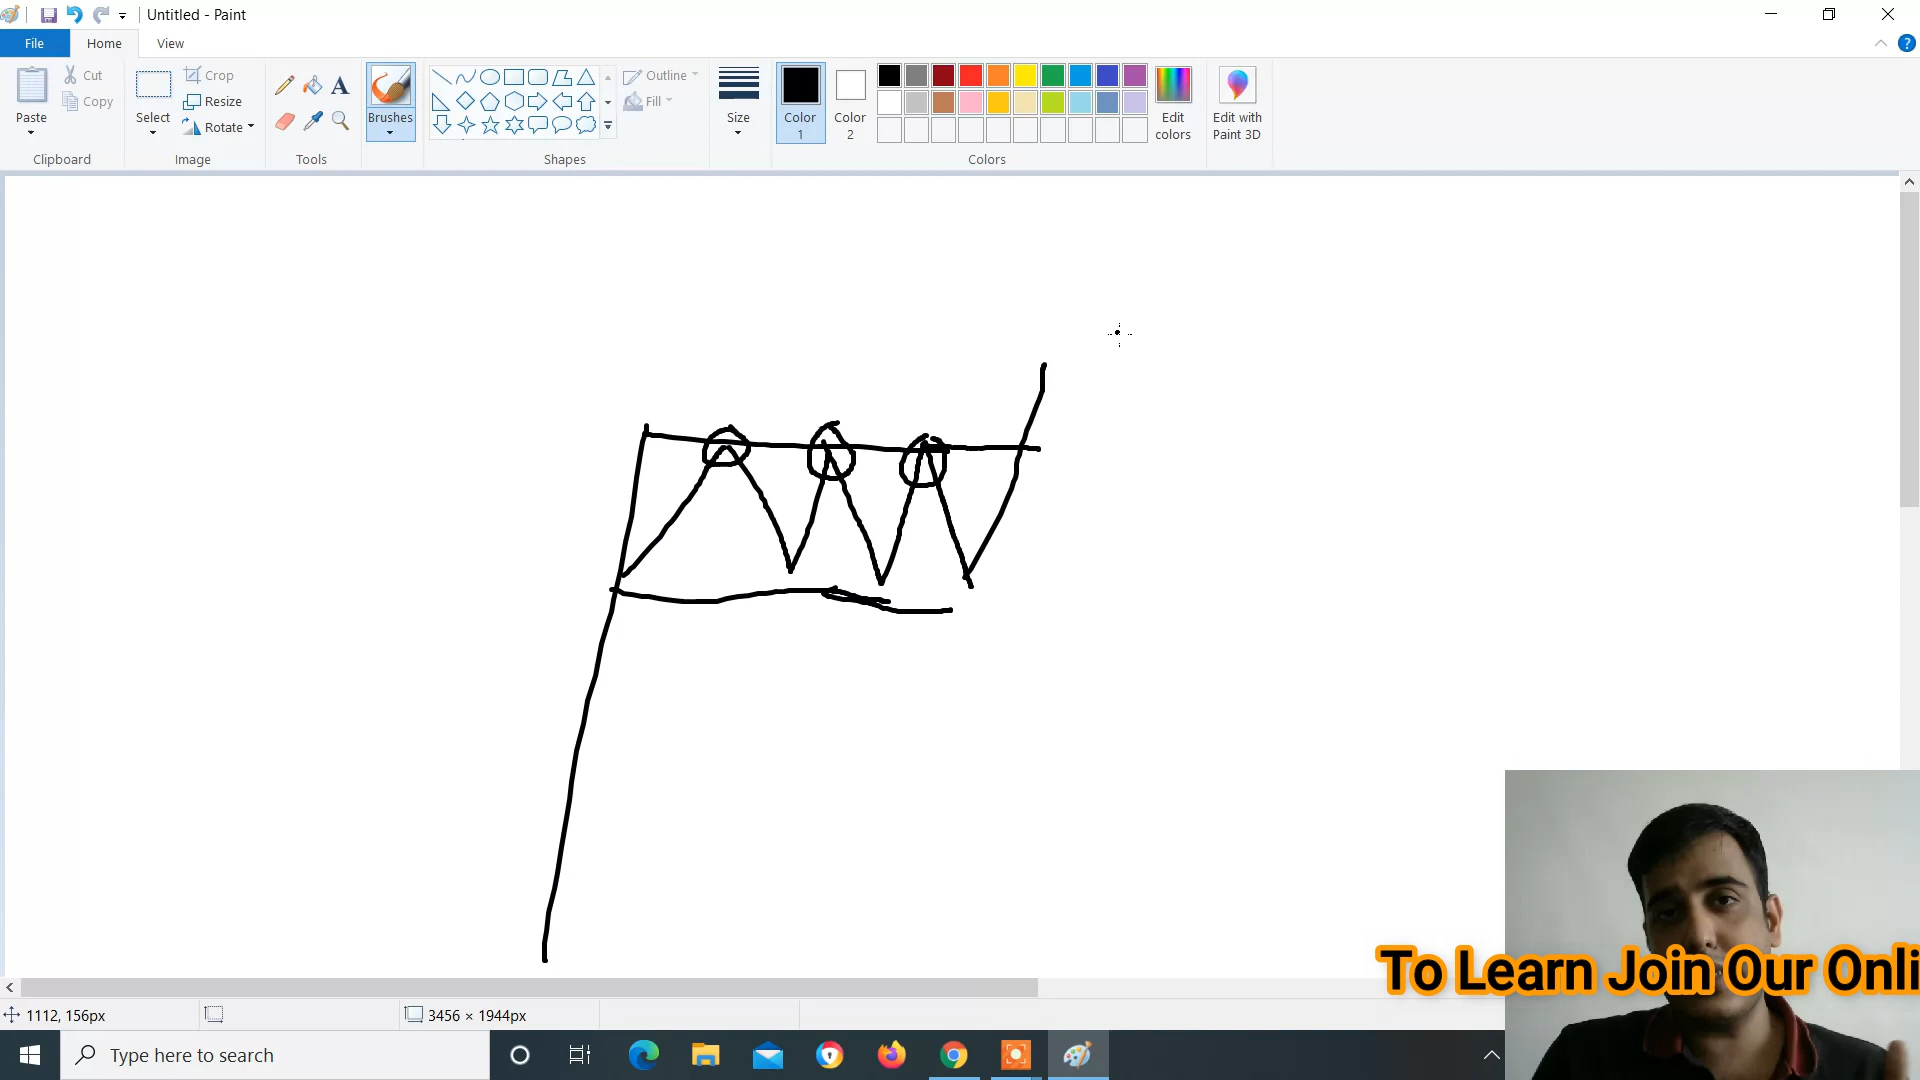 Untitled - Paint
File
Home
View
Paste
Cut
Copy
Clipboard
Select
Crop
Resize
Rotate
Image
A
Tools
Brushes
Outline
Fill
Shapes
Size
Color
1
Color
2
Edit
colors
Colors
Edit with
Paint 3D
?
To Learn Join Our Onli
1112, 156px
3456 × 1944px
Type here to search